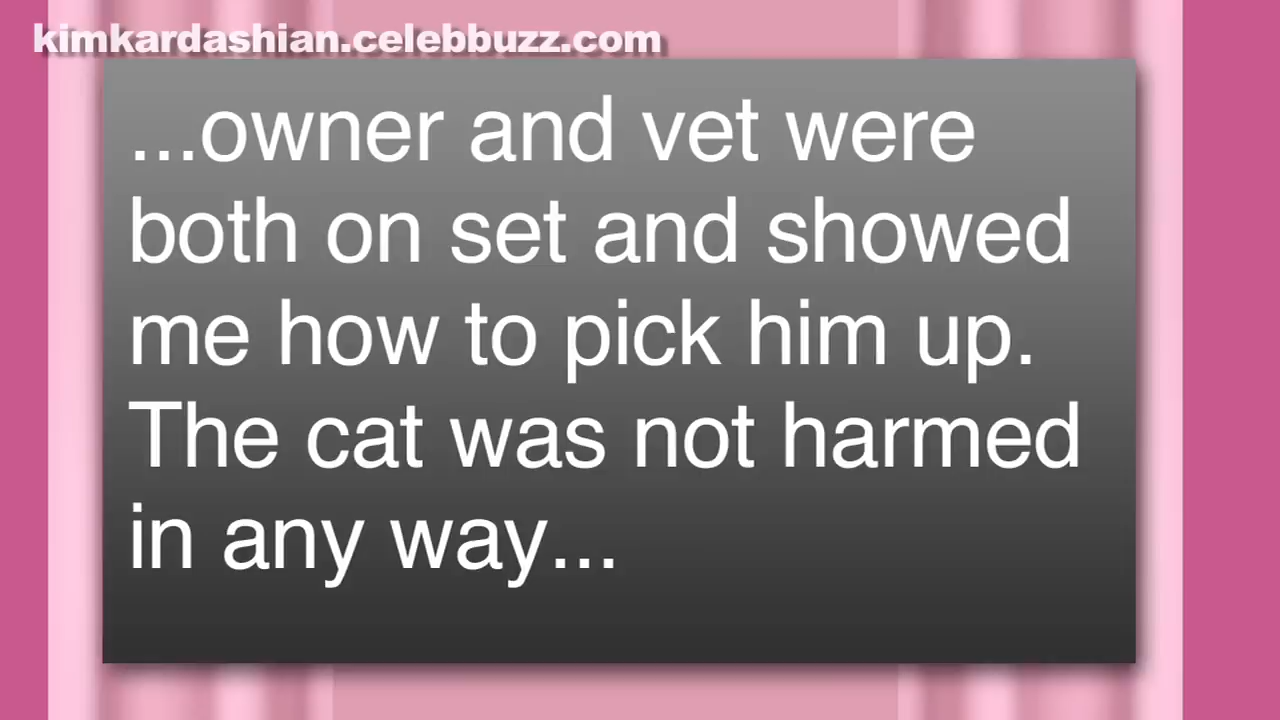 kimkardashian.celebbuzz.com
...owner and vet were
both on set and showed
me how to pick him up.
The cat was not harmed
in any way...